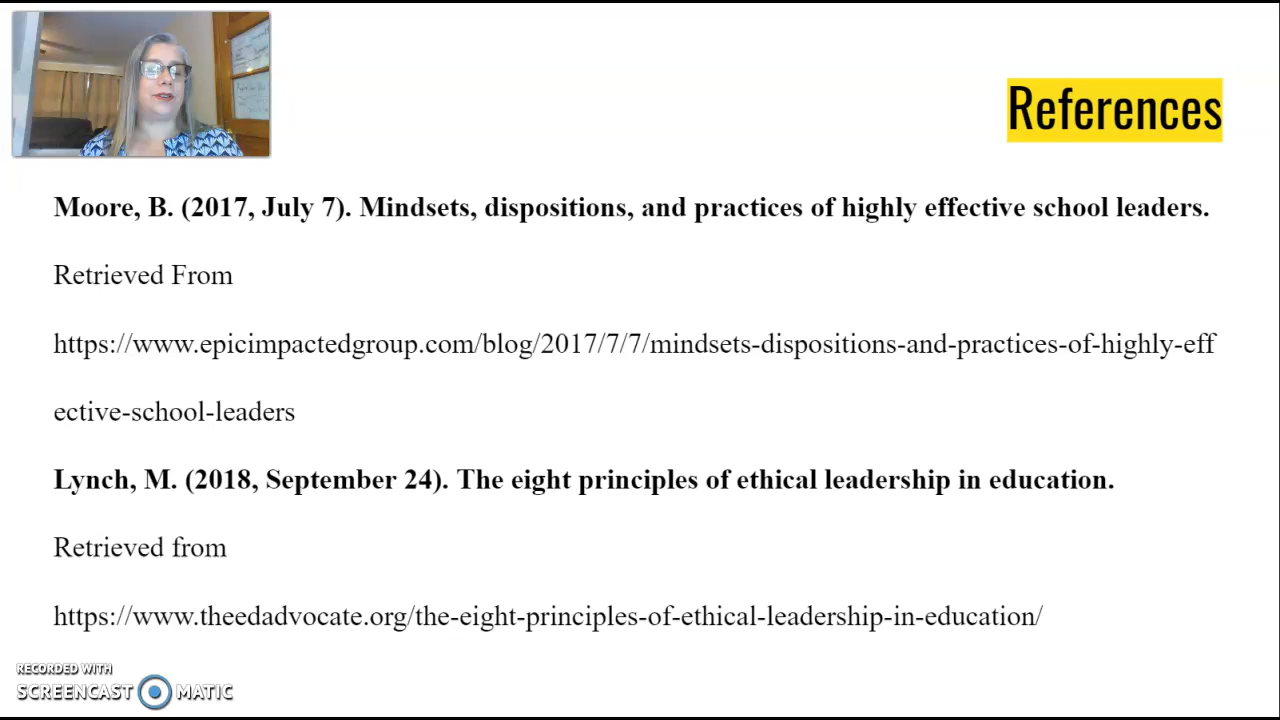 References
Moore, B. (2017, July 7). Mindsets, dispositions, and practices of highly effective school leaders.
Retrieved From
https://www.epicimpactedgroup.com/blog/2017/7/7/mindsets-dispositions-and-practices-of-highly-eff
ective-school-leaders
Lynch, M. (2018, September 24). The eight principles of ethical leadership in education.
Retrieved from
https://www.theedadvocate.org/the-eight-principles-of-ethical-leadership-in-education/
RECORDED WITH
SCREENCAST MATIC